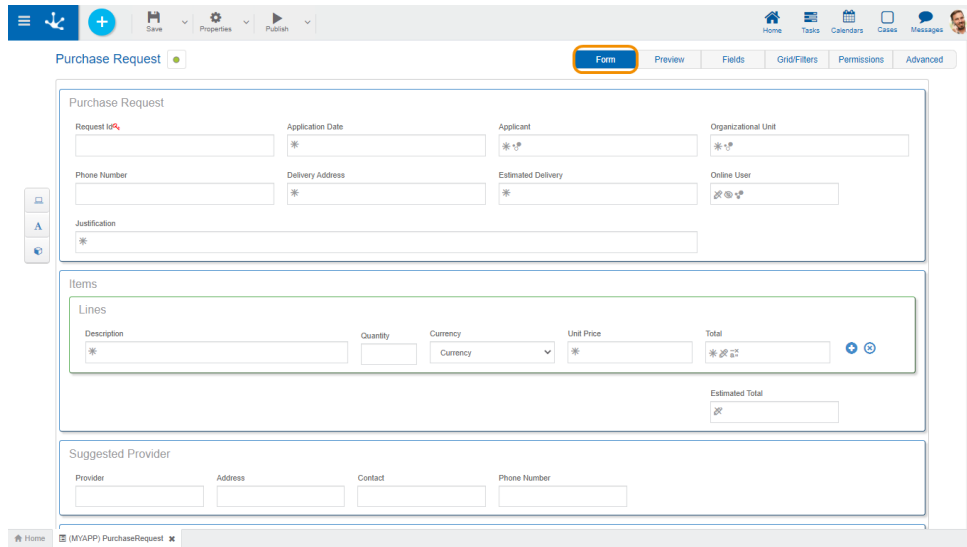 Save
Properties
Publish
Home
Tasks
Calendars
Cases
Messages
Purchase Request
Form
Preview
Fields
Grid/Filters
Permissions
Advanced
Purchase Request
Request Id
Application Date
Applicant
Organizational Unit
Phone Number
Delivery Address
Estimated Delivery
Online User
A
Justification
Items
Lines
Description
Quantity
Currency
Unit Price
Total
Currency
Estimated Total
Suggested Provider
Provider
Address
Contact
Phone Number
Home
(MYAPP) PurchaseRequest